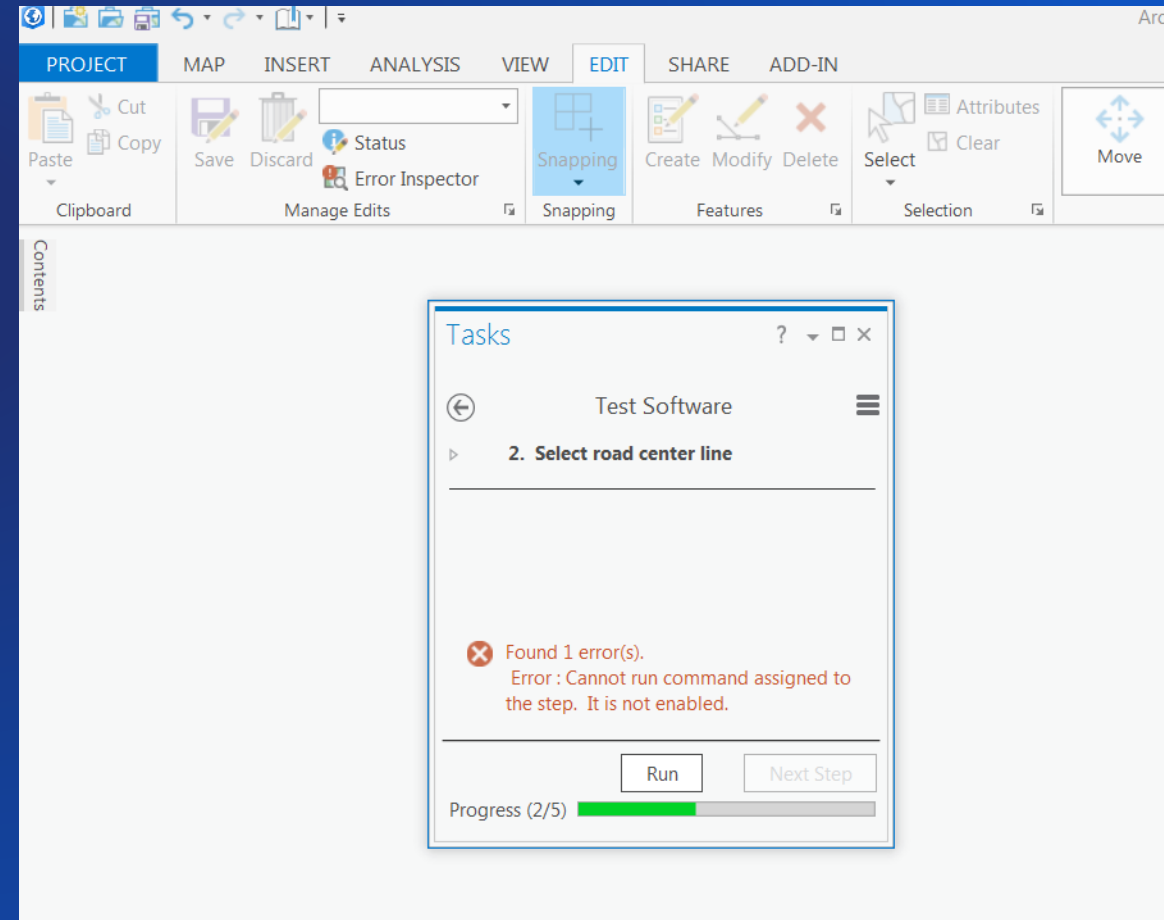 Arc
PROJECT MAP INSERT ANALYSIS VIEW EDIT SHARE ADD-IN
Cut
Copy
Paste
Save Discard
Status
Error Inspector
Snapping
Create Modify Delete
Select
Attributes
Clear
Move
Clipboard Manage Edits Snapping Features Selection
Contents
Tasks ?
Test Software
2. Select road center line
Found 1 error(s).
Error : Cannot run command assigned to
the step. It is not enabled.
Run Next Step
Progress (2/5)